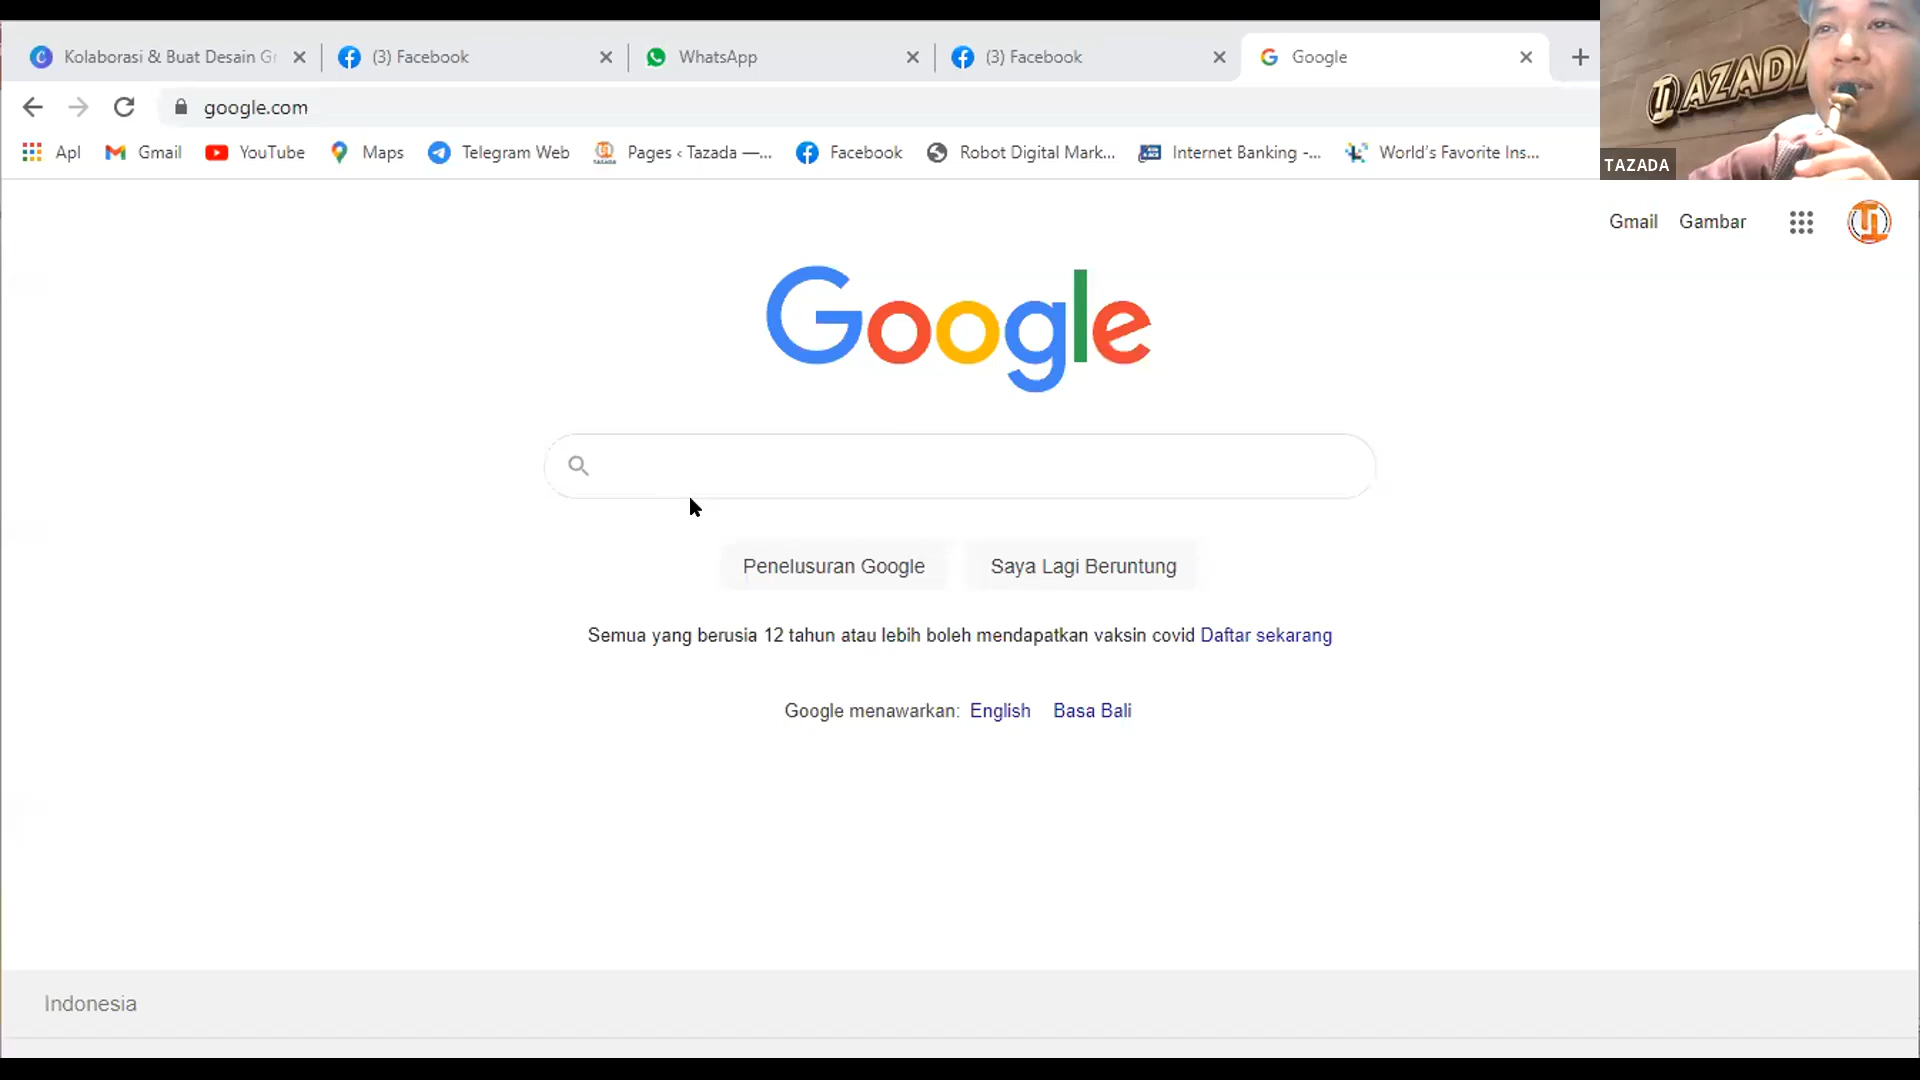 Kolaborasi & Buat Desain Gr
(3) Facebook
WhatsApp
(3) Facebook
Google
google.com
Apl
Gmail
YouTube
Maps
Telegram Web
Pages ‹ Tazada —...
Facebook
Robot Digital Mark...
Internet Banking -...
World's Favorite Ins...
AZADA
TAZADA
Gmail
Gambar
Google
Penelusuran Google
Saya Lagi Beruntung
Semua yang berusia 12 tahun atau lebih boleh mendapatkan vaksin covid Daftar sekarang
Google menawarkan: English Basa Bali
Indonesia